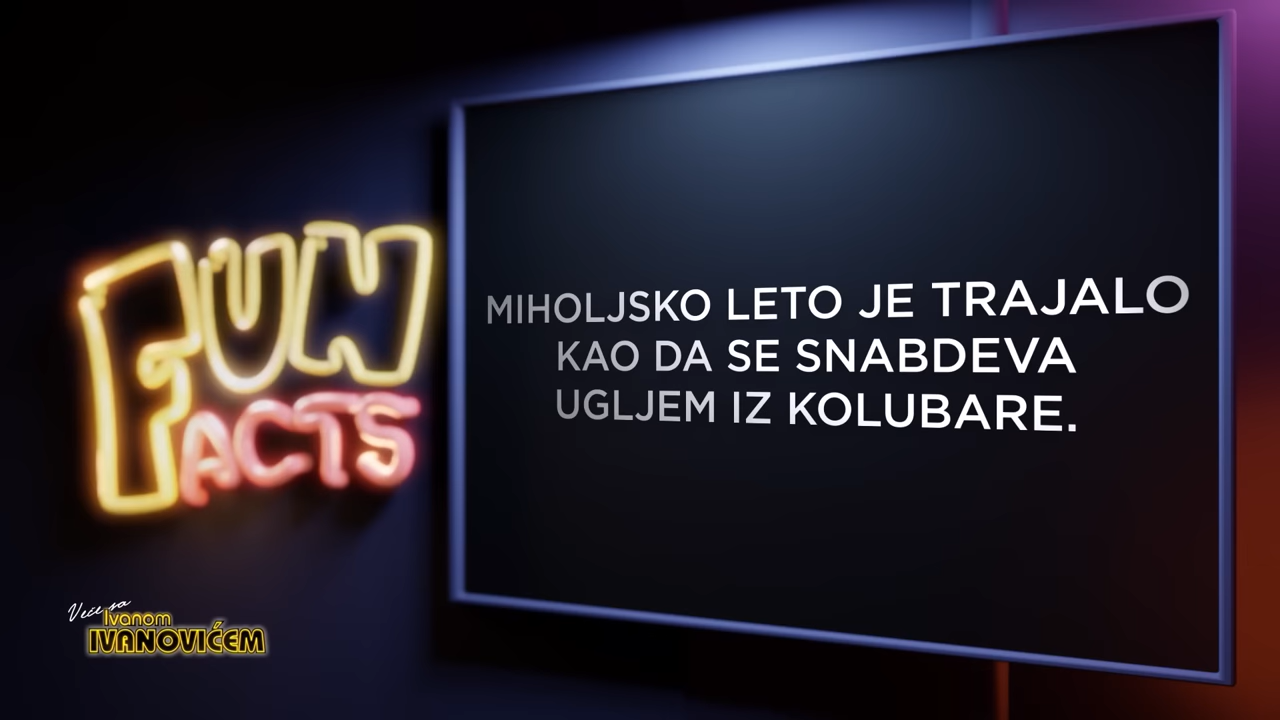 FUN
FACTS
MIHOLJSKO LETO JE TRAJALO
KAO DA SE SNABDEVA
UGLJEM IZ KOLUBARE.
Veče sa
Ivanom
IVANOVIĆEM